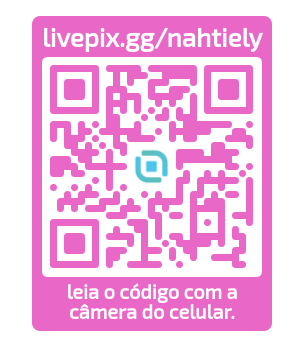 livepix.gg/nahtiely
leia o código com a
câmera do celular.